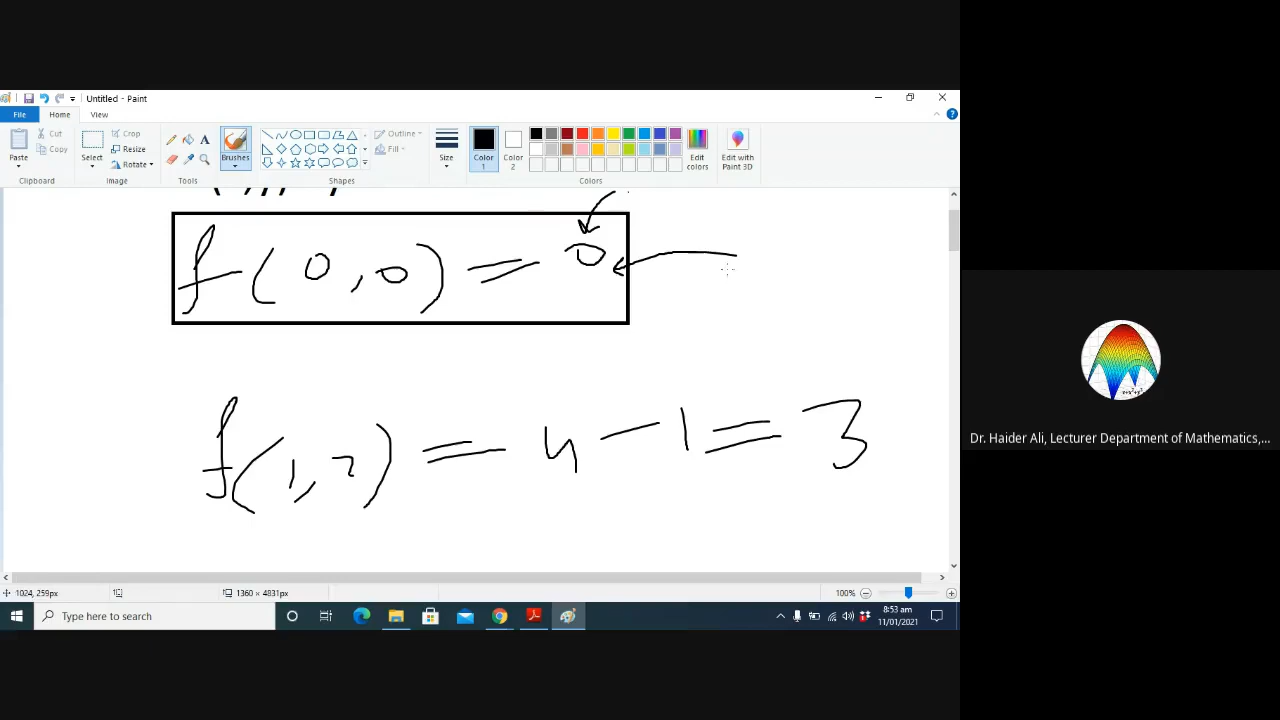 Untitled - Paint
File Home View
Paste
Cut
Copy
Clipboard
Select
Crop
Resize
Rotate
Image
Tools
Brushes
Shapes
Outline
Fill
Size
Color 1
Color 2
Edit colors
Edit with Paint 3D
Colors
f(0,0) = 0
f(1,2) = 4 - 1 = 3
1024, 259px
1360 × 4831px
100%
Type here to search
8:53 am
11/01/2021
Dr. Haider Ali, Lecturer Department of Mathematics,...